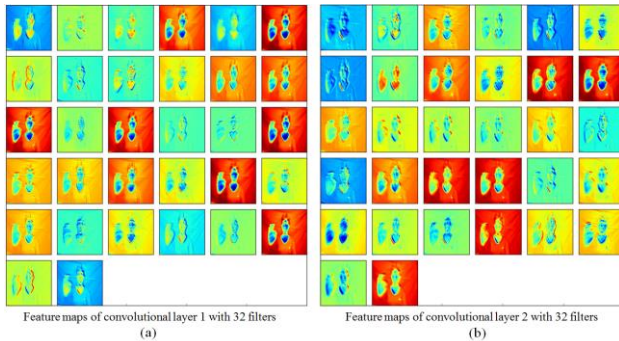 Feature maps of convolutional layer 1 with 32 filters
(a)
Feature maps of convolutional layer 2 with 32 filters
(b)